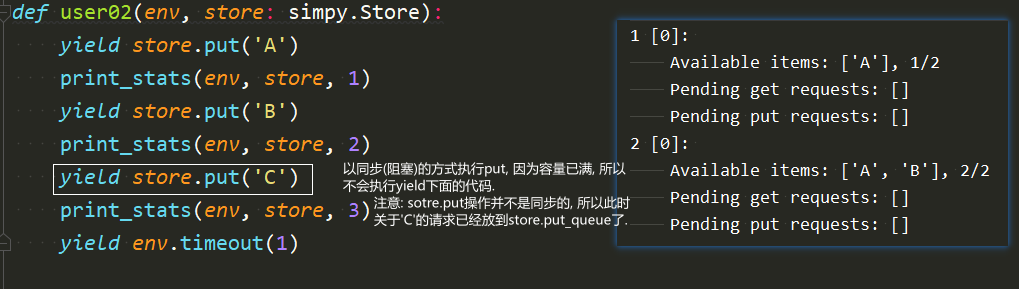 def user02(env, store: simpy.Store):
yield store.put('A')
print_stats(env, store, 1)
yield store.put('B')
print_stats(env, store, 2)
yield store.put('C')
print_stats(env, store, 3)
yield env.timeout(1)
以同步(阻塞)的方式执行put, 因为容量已满, 所以
不会执行yield下面的代码.
注意: sotre.put操作并不是同步的, 所以此时
关于'C'的请求已经放到store.put_queue了.
1 [0]:
Available items: ['A'], 1/2
Pending get requests: []
Pending put requests: []
2 [0]:
Available items: ['A', 'B'], 2/2
Pending get requests: []
Pending put requests: []